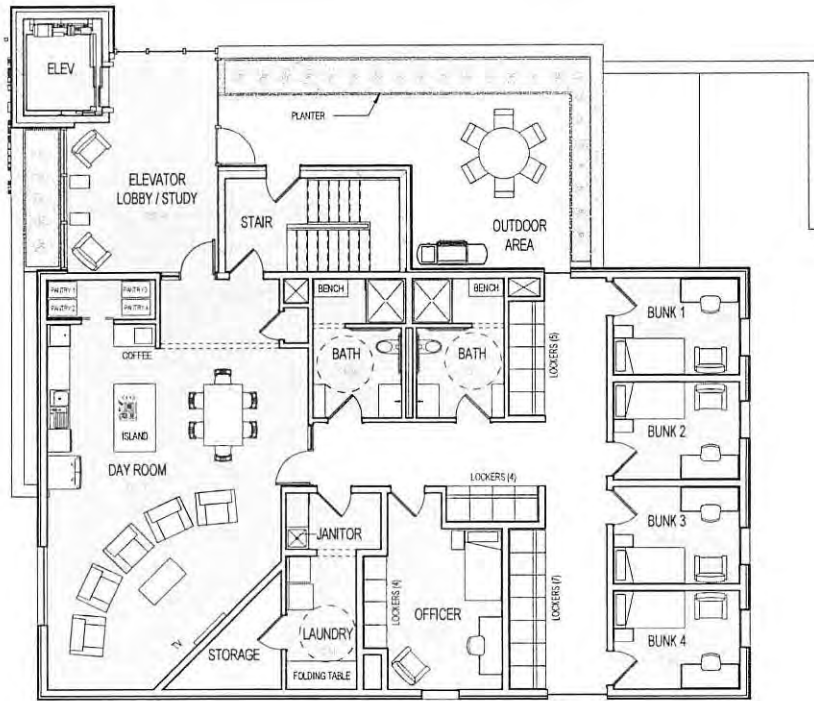 ELEV.
PLANTER
ELEVATOR
LOBBY / STUDY
STAIR
OUTDOOR
AREA
PANTRY 1
PANTRY 3
PANTRY 2
PANTRY 4
BENCH
BENCH
BUNK 1
COFFEE
BATH
BATH
LOCKERS (5)
ISLAND
BUNK 2
DAY ROOM
LOCKERS (4)
JANITOR
BUNK 3
LOCKERS (4)
OFFICER
LOCKERS (7)
LAUNDRY
TV
STORAGE
BUNK 4
FOLDING TABLE